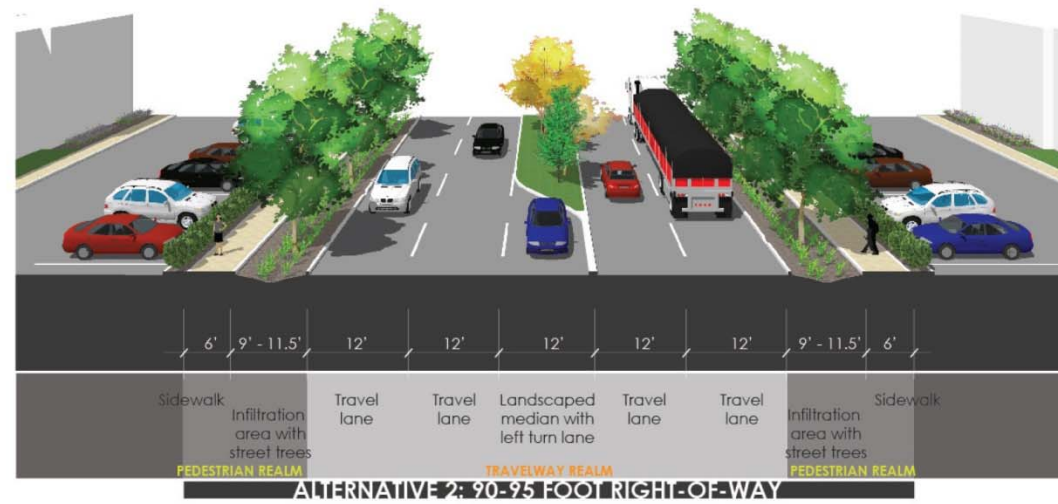 6' 9' - 11.5' 12' 12' 12' 12' 12' 9' - 11.5' 6'
Sidewalk
Infiltration
area with
street trees
Travel
lane
Travel
lane
Landscaped
median with
left turn lane
Travel
lane
Travel
lane
Infiltration
area with
street trees
Sidewalk
PEDESTRIAN REALM TRAVELWAY REALM PEDESTRIAN REALM
ALTERNATIVE 2: 90-95 FOOT RIGHT-OF-WAY